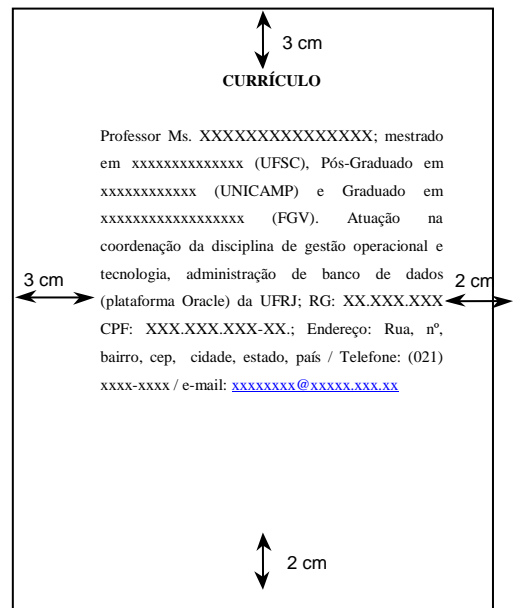 3 cm
CURRÍCULO
Professor Ms. XXXXXXXXXXXXXXX; mestrado
em xxxxxxxxxxxxxx (UFSC), Pós-Graduado em
xxxxxxxxxxxx (UNICAMP) e Graduado em
xxxxxxxxxxxxxxxxxx (FGV). Atuação na
coordenação da disciplina de gestão operacional e
tecnologia, administração de banco de dados
3 cm
(plataforma Oracle) da UFRJ; RG: XX.XXX.XXX
2 cm
CPF: XXX.XXX.XXX-XX.; Endereço: Rua, nº,
bairro, cep, cidade, estado, país / Telefone: (021)
xxxx-xxxx / e-mail: xxxxxxxx@xxxxx.xxx.xx
2 cm